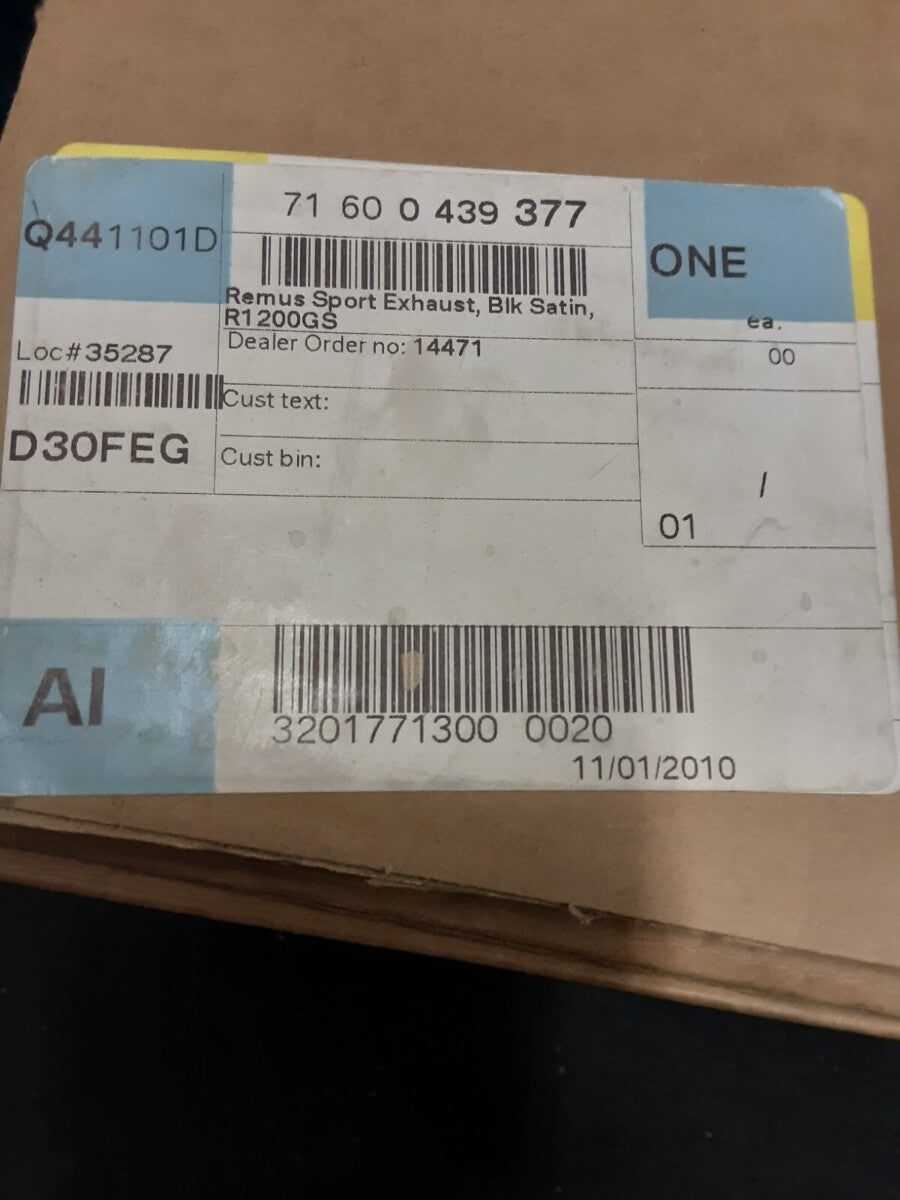 Q441101D
71 60 0 439 377
ONE
ea.
Remus Sport Exhaust, Blk Satin,
R1200GS
Dealer Order no: 14471
00
Loc#35287
D30FEG
Cust text:
Cust bin:
/
01
AI
3201771300 0020
11/01/2010